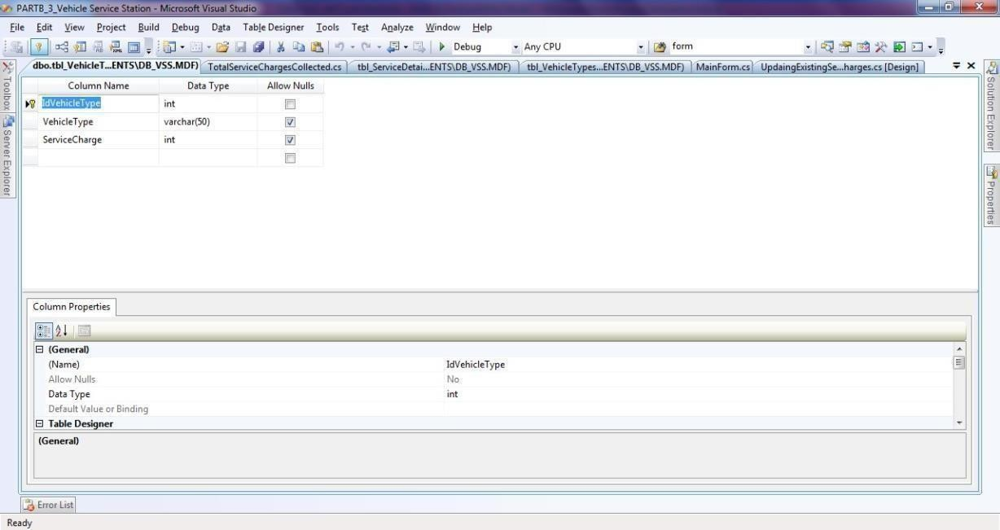 PARTB_3_Vehicle Service Station - Microsoft Visual Studio
File Edit View Project Build Debug Data Table Designer Tools Test Analyze Window Help
Debug Any CPU form
dbo.tbl_VehicleT...ENTS\DB_VSS.MDF) TotalServiceChargesCollected.cs tbl_ServiceDetai...ENTS\DB_VSS.MDF) tbl_VehicleTypes...ENTS\DB_VSS.MDF) MainForm.cs UpdaingExistingSe...harges.cs [Design]
Toolbox
Server Explorer
Column Name Data Type Allow Nulls
IdVehicleType int
VehicleType varchar(50)
ServiceCharge int
Solution Explorer
Properties
Column Properties
(General)
(Name) IdVehicleType
Allow Nulls No
Data Type int
Default Value or Binding
Table Designer
(General)
Error List
Ready